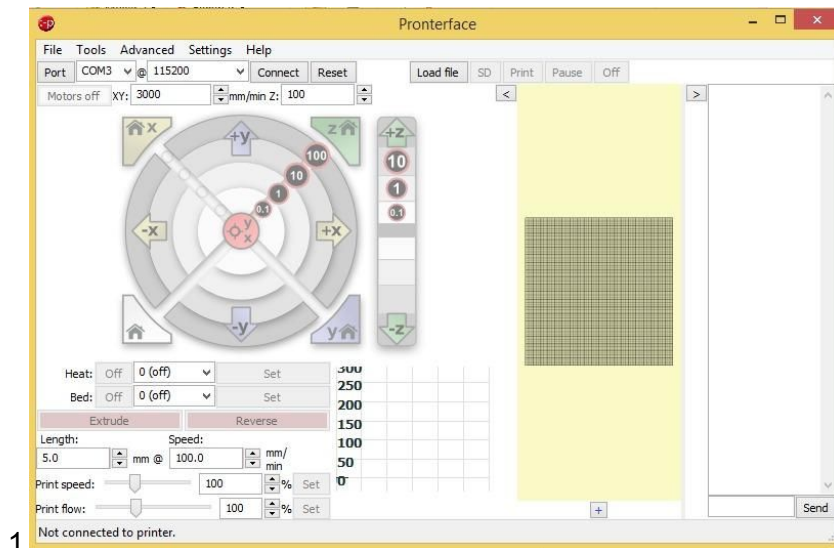 Pronterface
File Tools Advanced Settings Help
Port COM3 @ 115200 Connect Reset Load file SD Print Pause Off
Motors off XY: 3000 mm/min Z: 100 < >
x +y z +z
100 10
10 1
1 0.1
0.1
-x y x +x
-y y -z
Heat: Off 0 (off) Set
Bed: Off 0 (off) Set
Extrude Reverse
Length: Speed:
5.0 mm @ 100.0 mm/min
Print speed: 100 % Set
Print flow: 100 % Set
300
250
200
150
100
50
0
+ Send
Not connected to printer.
1